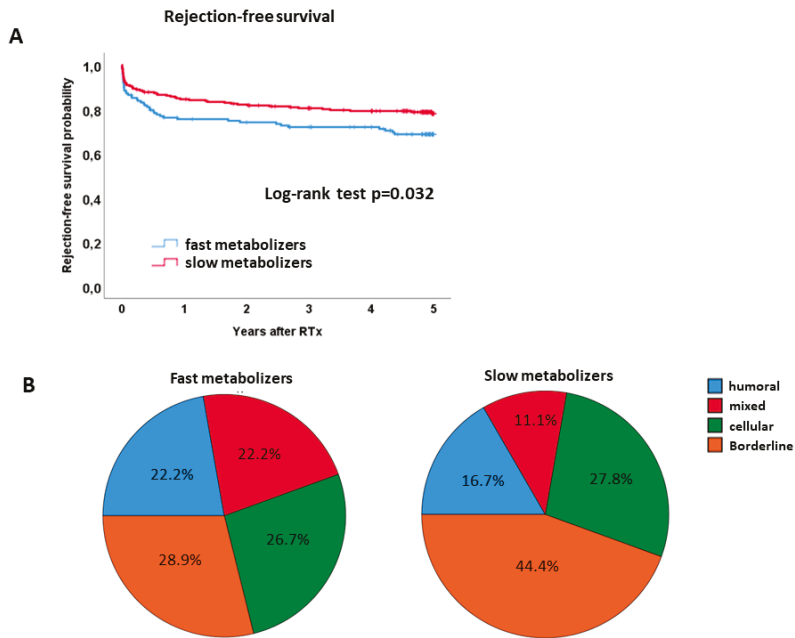 Rejection-free survival
A
Rejection-free survival probability
1,0
0,8
0,6
0,4
0,2
0,0
Log-rank test p=0.032
fast metabolizers
slow metabolizers
0 1 2 3 4 5
Years after RTx
B
Fast metabolizers
22.2%
22.2%
26.7%
28.9%
Slow metabolizers
11.1%
16.7%
27.8%
44.4%
humoral
mixed
cellular
Borderline